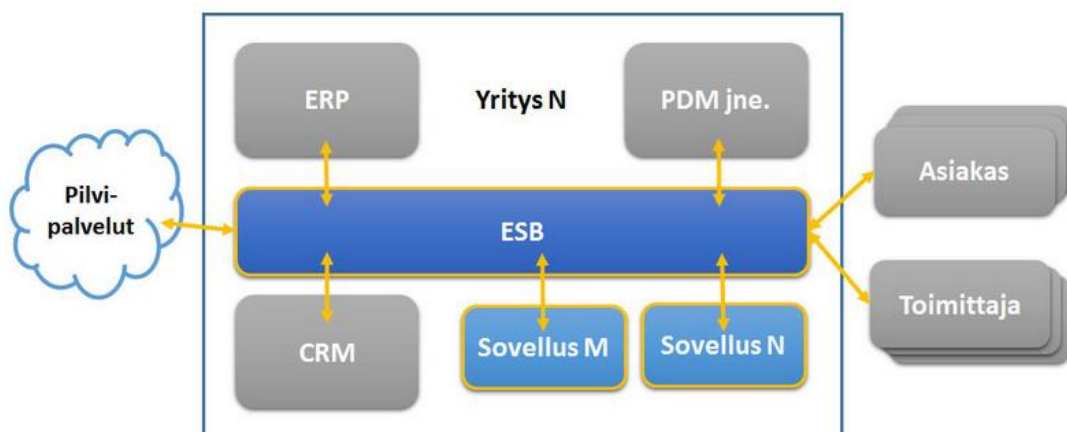 ERP
Yritys N
PDM jne.
Pilvi-
palvelut
ESB
Asiakas
Toimittaja
CRM
Sovellus M
Sovellus N